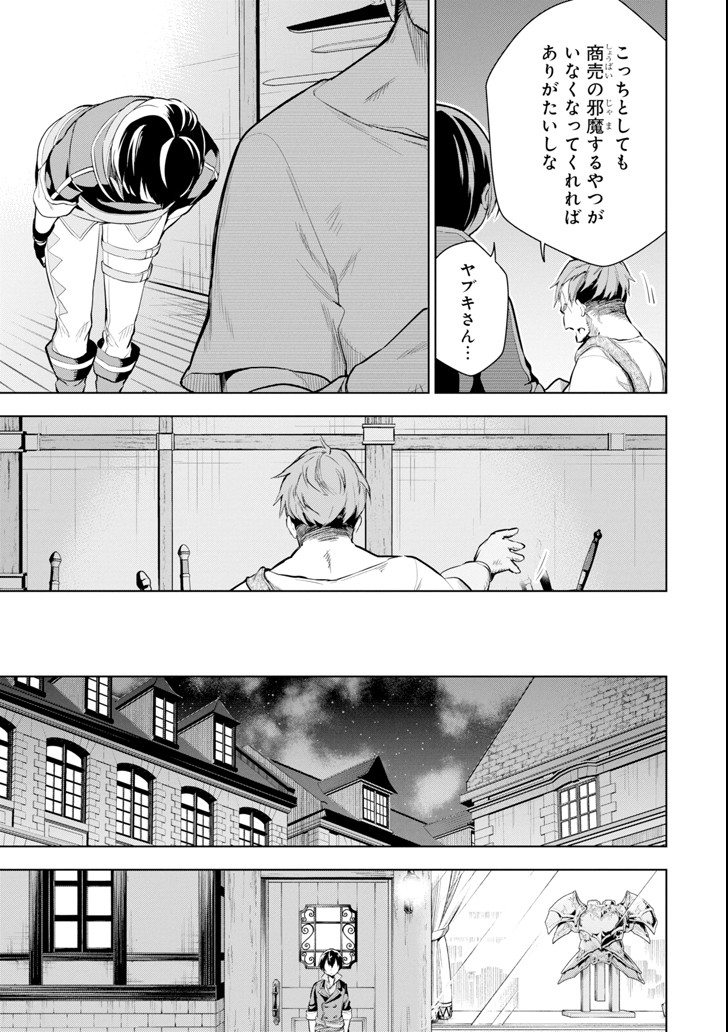 こっちとしても
商売の邪魔するやつが
いなくなってくれれば
ありがたいしな
ヤブキさん…